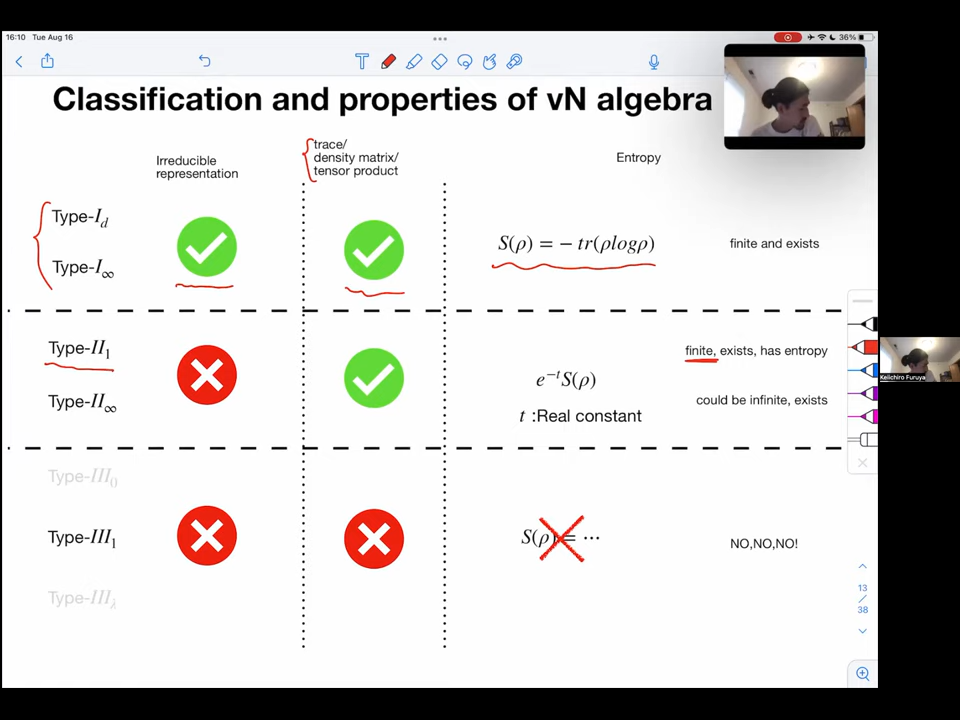 16:10 Tue Aug 16
36%
Classification and properties of vN algebra
Irreducible
representation
trace/
density matrix/
tensor product
Entropy
Type-I_d
Type-I_∞
S(ρ) = − tr(ρlogρ)
finite and exists
Type-II_1
Type-II_∞
e^{−t}S(ρ)
t :Real constant
finite, exists, has entropy
could be infinite, exists
Type-III_0
Type-III_1
Type-III_λ
S(ρ) = ⋯
NO,NO,NO!
13
/
38
Keiichiro Furuya